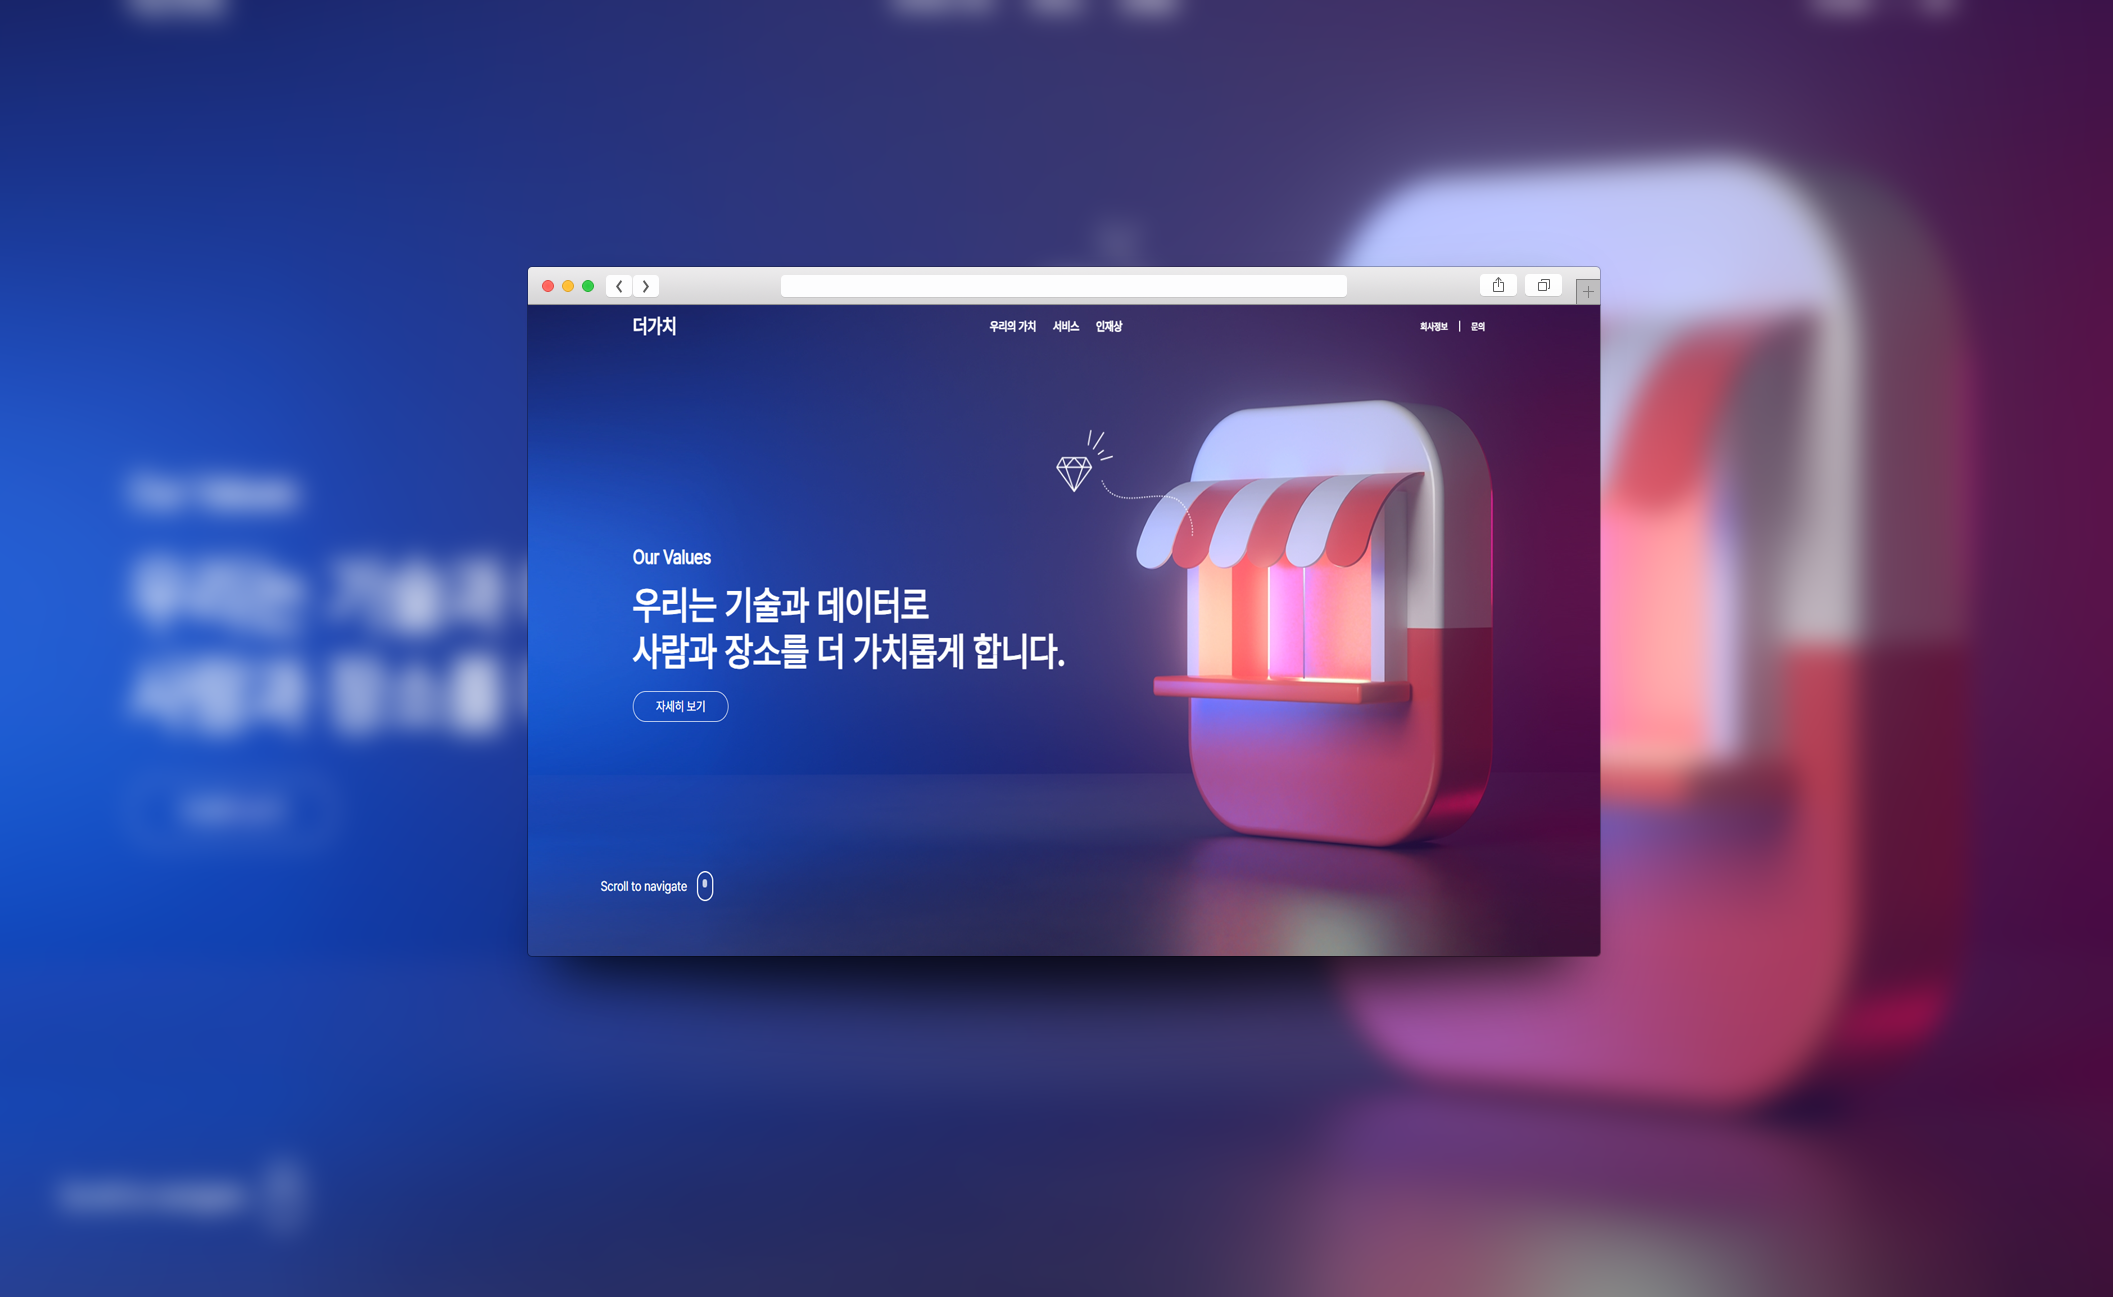 더가치
우리의 가치 서비스 인재상
회사정보 | 문의
Our Values
우리는 기술과 데이터로
사람과 장소를 더 가치롭게 합니다.
자세히 보기
Scroll to navigate